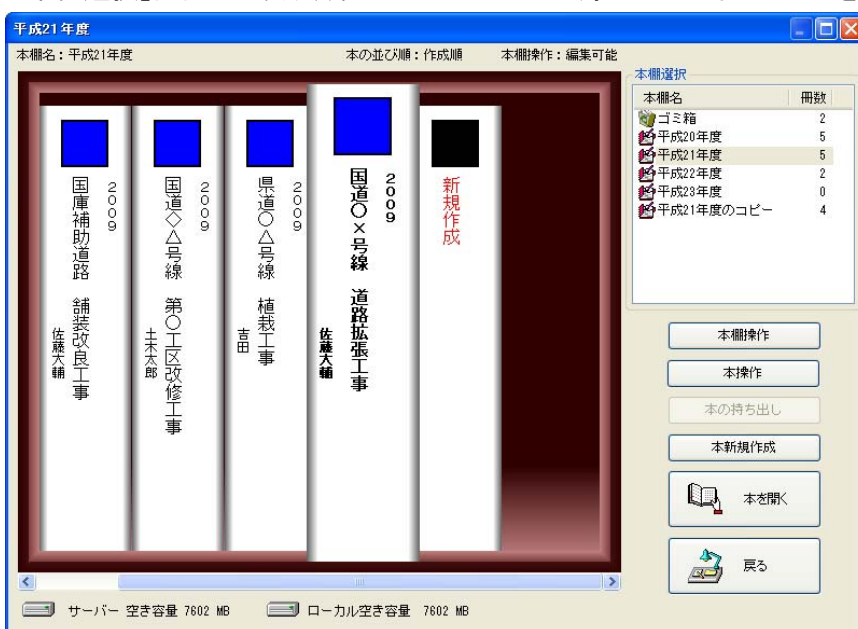 平成21年度
本棚名：平成21年度
本の並び順：作成順
本棚操作：編集可能
2009
国庫補助道路　舗装改良工事
佐藤大輔
2009
国道◇△号線　第○工区改修工事
土木太郎
2009
県道○△号線　植栽工事
吉田
2009
国道○×号線　道路拡張工事
佐藤大輔
新規作成
本棚選択
本棚名 冊数
ゴミ箱 2
平成20年度 5
平成21年度 5
平成22年度 2
平成23年度 0
平成21年度のコピー 4
本棚操作
本操作
本の持ち出し
本新規作成
本を開く
戻る
サーバー 空き容量 7602 MB
ローカル空き容量 7602 MB